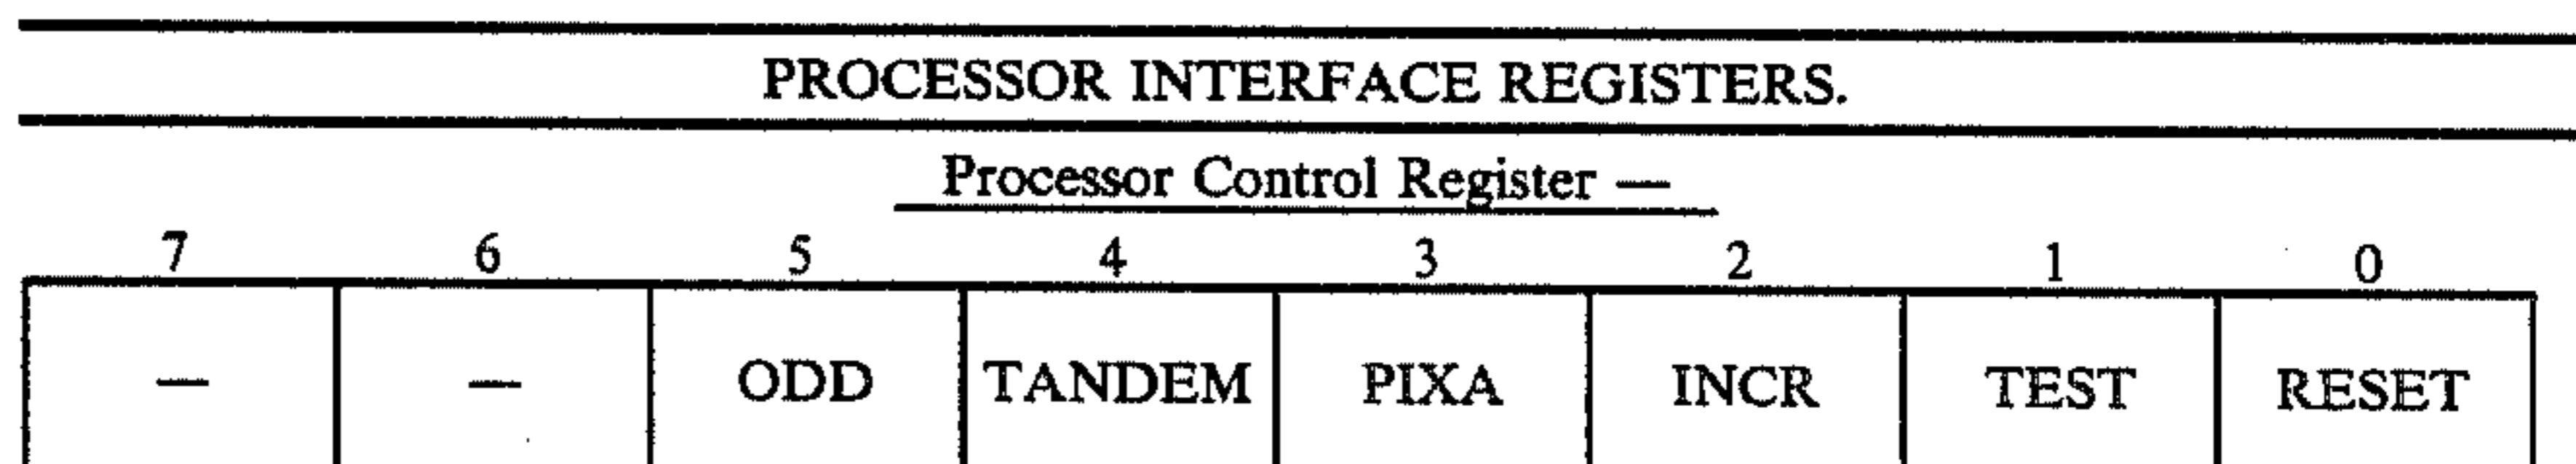 PROCESSOR INTERFACE REGISTERS.
Processor Control Register —
7 6 5 4 3 2 1 0
— — ODD TANDEM PIXA INCR TEST RESET